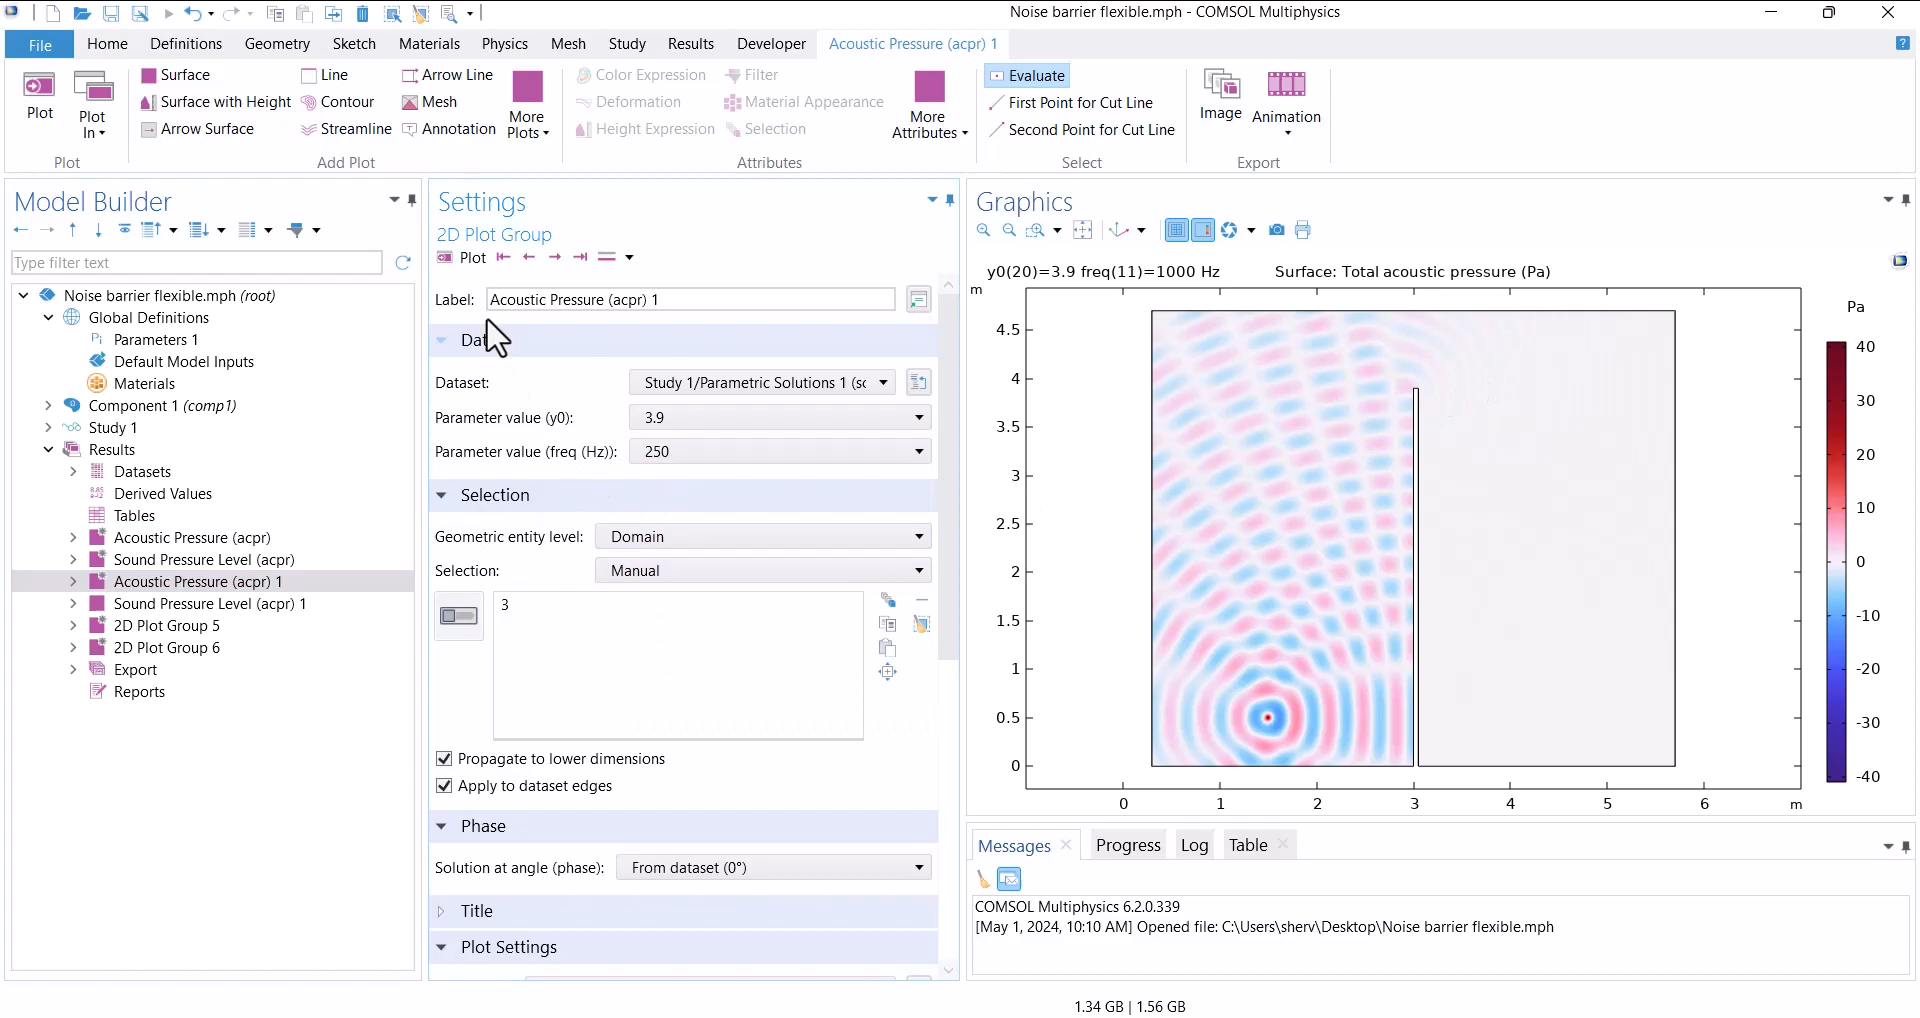 Noise barrier flexible.mph - COMSOL Multiphysics
File Home Definitions Geometry Sketch Materials Physics Mesh Study Results Developer Acoustic Pressure (acpr) 1
Plot
Plot In
Plot
Surface
Surface with Height
Arrow Surface
Line
Contour
Streamline
Arrow Line
Mesh
Annotation
More Plots
Add Plot
Color Expression
Deformation
Height Expression
Filter
Material Appearance
Selection
More Attributes
Attributes
Evaluate
First Point for Cut Line
Second Point for Cut Line
Select
Image
Animation
Export
Model Builder
Type filter text
Noise barrier flexible.mph (root)
Global Definitions
Pi Parameters 1
Default Model Inputs
Materials
Component 1 (comp1)
Study 1
Results
Datasets
8.85
e-12
Derived Values
Tables
Acoustic Pressure (acpr)
Sound Pressure Level (acpr)
Acoustic Pressure (acpr) 1
Sound Pressure Level (acpr) 1
2D Plot Group 5
2D Plot Group 6
Export
Reports
Settings
2D Plot Group
Plot
Label: Acoustic Pressure (acpr) 1
Dat
Dataset: Study 1/Parametric Solutions 1 (sc
Parameter value (y0): 3.9
Parameter value (freq (Hz)): 250
Selection
Geometric entity level: Domain
Selection: Manual
3
Propagate to lower dimensions
Apply to dataset edges
Phase
Solution at angle (phase): From dataset (0°)
Title
Plot Settings
Graphics
y0(20)=3.9 freq(11)=1000 Hz Surface: Total acoustic pressure (Pa)
m
4.5
4
3.5
3
2.5
2
1.5
1
0.5
0
0 1 2 3 4 5 6 m
Pa
40
30
20
10
0
-10
-20
-30
-40
Messages Progress Log Table
COMSOL Multiphysics 6.2.0.339
[May 1, 2024, 10:10 AM] Opened file: C:\Users\sherv\Desktop\Noise barrier flexible.mph
1.34 GB | 1.56 GB